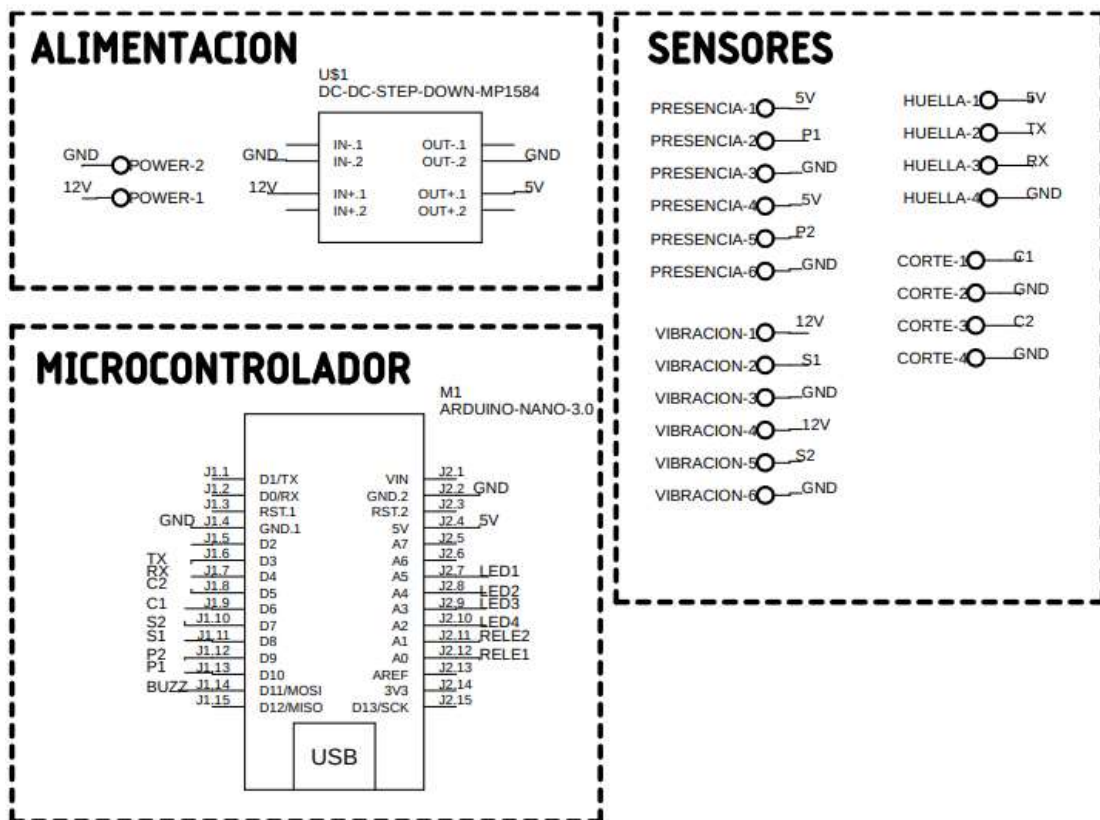 ALIMENTACION
U$1
DC-DC-STEP-DOWN-MP1584
GND POWER-2
12V POWER-1
IN-.1 OUT-.1
GND IN-.2 OUT-.2 GND
12V IN+.1 OUT+.1 5V
IN+.2 OUT+.2
MICROCONTROLADOR
M1
ARDUINO-NANO-3.0
J1.1 D1/TX VIN J2.1
J1.2 D0/RX GND.2 J2.2 GND
J1.3 RST.1 RST.2 J2.3
GND J1.4 GND.1 5V J2.4 5V
J1.5 D2 A7 J2.5
TX J1.6 D3 A6 J2.6
RX J1.7 D4 A5 J2.7 LED1
C2 J1.8 D5 A4 J2.8 LED2
C1 J1.9 D6 A3 J2.9 LED3
S2 J1.10 D7 A2 J2.10 LED4
S1 J1.11 D8 A1 J2.11 RELE2
P2 J1.12 D9 A0 J2.12 RELE1
P1 J1.13 D10 AREF J2.13
BUZZ J1.14 D11/MOSI 3V3 J2.14
J1.15 D12/MISO D13/SCK J2.15
USB
SENSORES
PRESENCIA-1 5V
PRESENCIA-2 P1
PRESENCIA-3 GND
PRESENCIA-4 5V
PRESENCIA-5 P2
PRESENCIA-6 GND
VIBRACION-1 12V
VIBRACION-2 S1
VIBRACION-3 GND
VIBRACION-4 12V
VIBRACION-5 S2
VIBRACION-6 GND
HUELLA-1 5V
HUELLA-2 TX
HUELLA-3 RX
HUELLA-4 GND
CORTE-1 C1
CORTE-2 GND
CORTE-3 C2
CORTE-4 GND